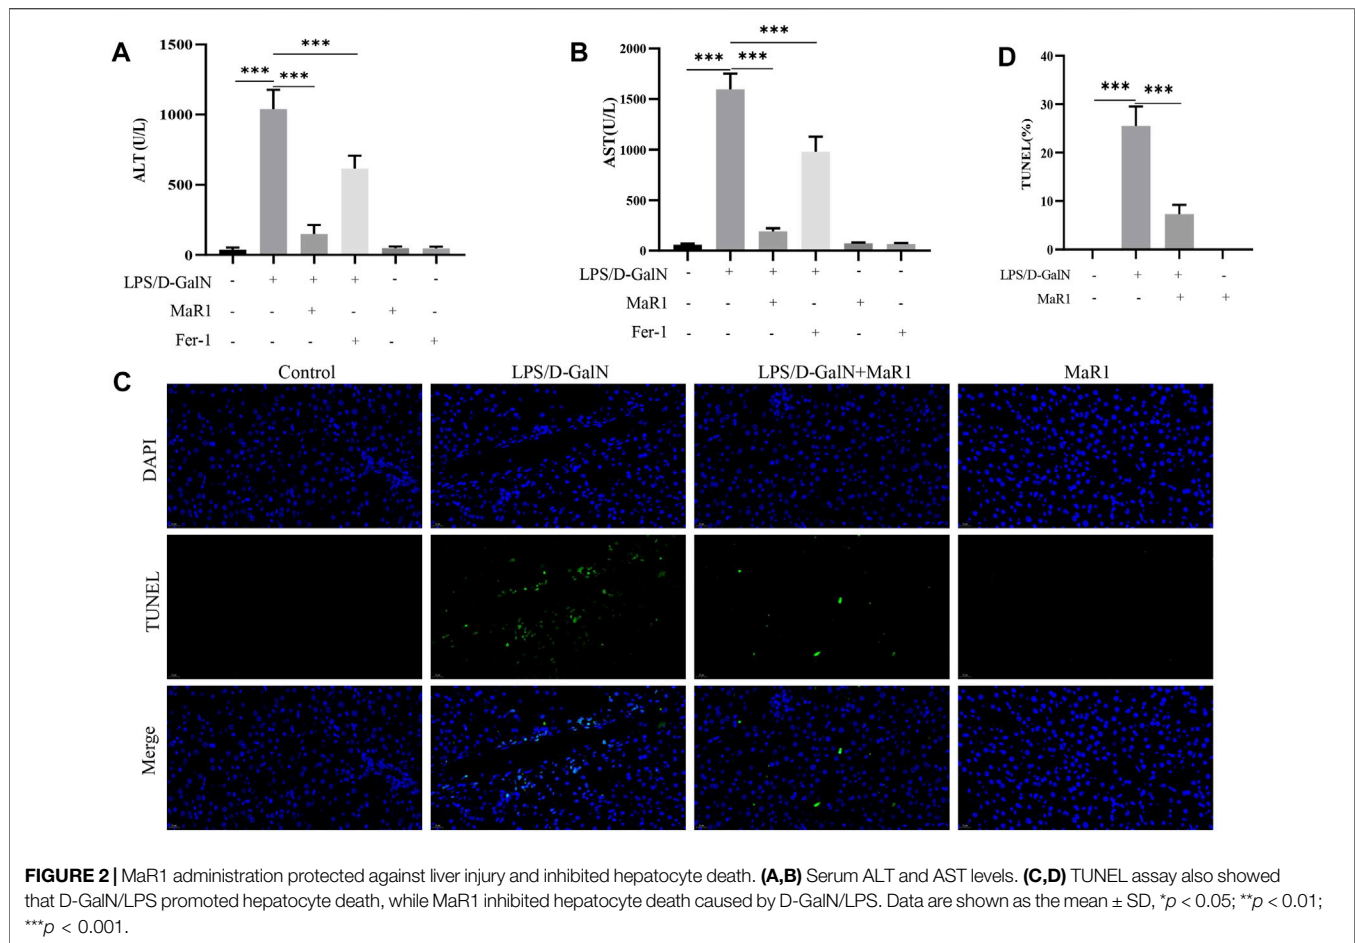 A
ALT (U/L)
1500
1000
500
0
***
***
***
LPS/D-GalN - + + + - -
MaR1 - - + - + -
Fer-1 - - - + - +
B
AST(U/L)
2000
1500
1000
500
0
***
***
***
LPS/D-GalN - + + + - -
MaR1 - - + - + -
Fer-1 - - - + - +
D
TUNEL(%)
40
30
20
10
0
***
***
LPS/D-GalN - + + -
MaR1 - - + +
C
Control LPS/D-GalN LPS/D-GalN+MaR1 MaR1
DAPI
TUNEL
Merge
FIGURE 2 | MaR1 administration protected against liver injury and inhibited hepatocyte death. (A,B) Serum ALT and AST levels. (C,D) TUNEL assay also showed
that D-GalN/LPS promoted hepatocyte death, while MaR1 inhibited hepatocyte death caused by D-GalN/LPS. Data are shown as the mean ± SD, *p < 0.05; **p < 0.01;
***p < 0.001.